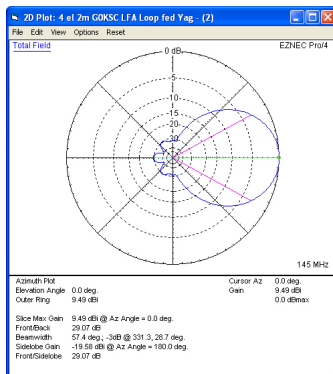 2D Plot: 4 el 2m G0KSC LFA Loop fed Yag - (2)
File Edit View Options Reset
Total Field
EZNEC Pro/4
0 dB
-5
-10
-15
-20
-30
145 MHz
Azimuth Plot
Elevation Angle 0.0 deg.
Outer Ring 9.49 dBi
Cursor Az 0.0 deg.
Gain 9.49 dBi
0.0 dBmax
Slice Max Gain 9.49 dBi @ Az Angle = 0.0 deg.
Front/Back 29.07 dB
Beamwidth 57.4 deg.; -3dB @ 331.3, 28.7 deg.
Sidelobe Gain -19.58 dBi @ Az Angle = 180.0 deg.
Front/Sidelobe 29.07 dB